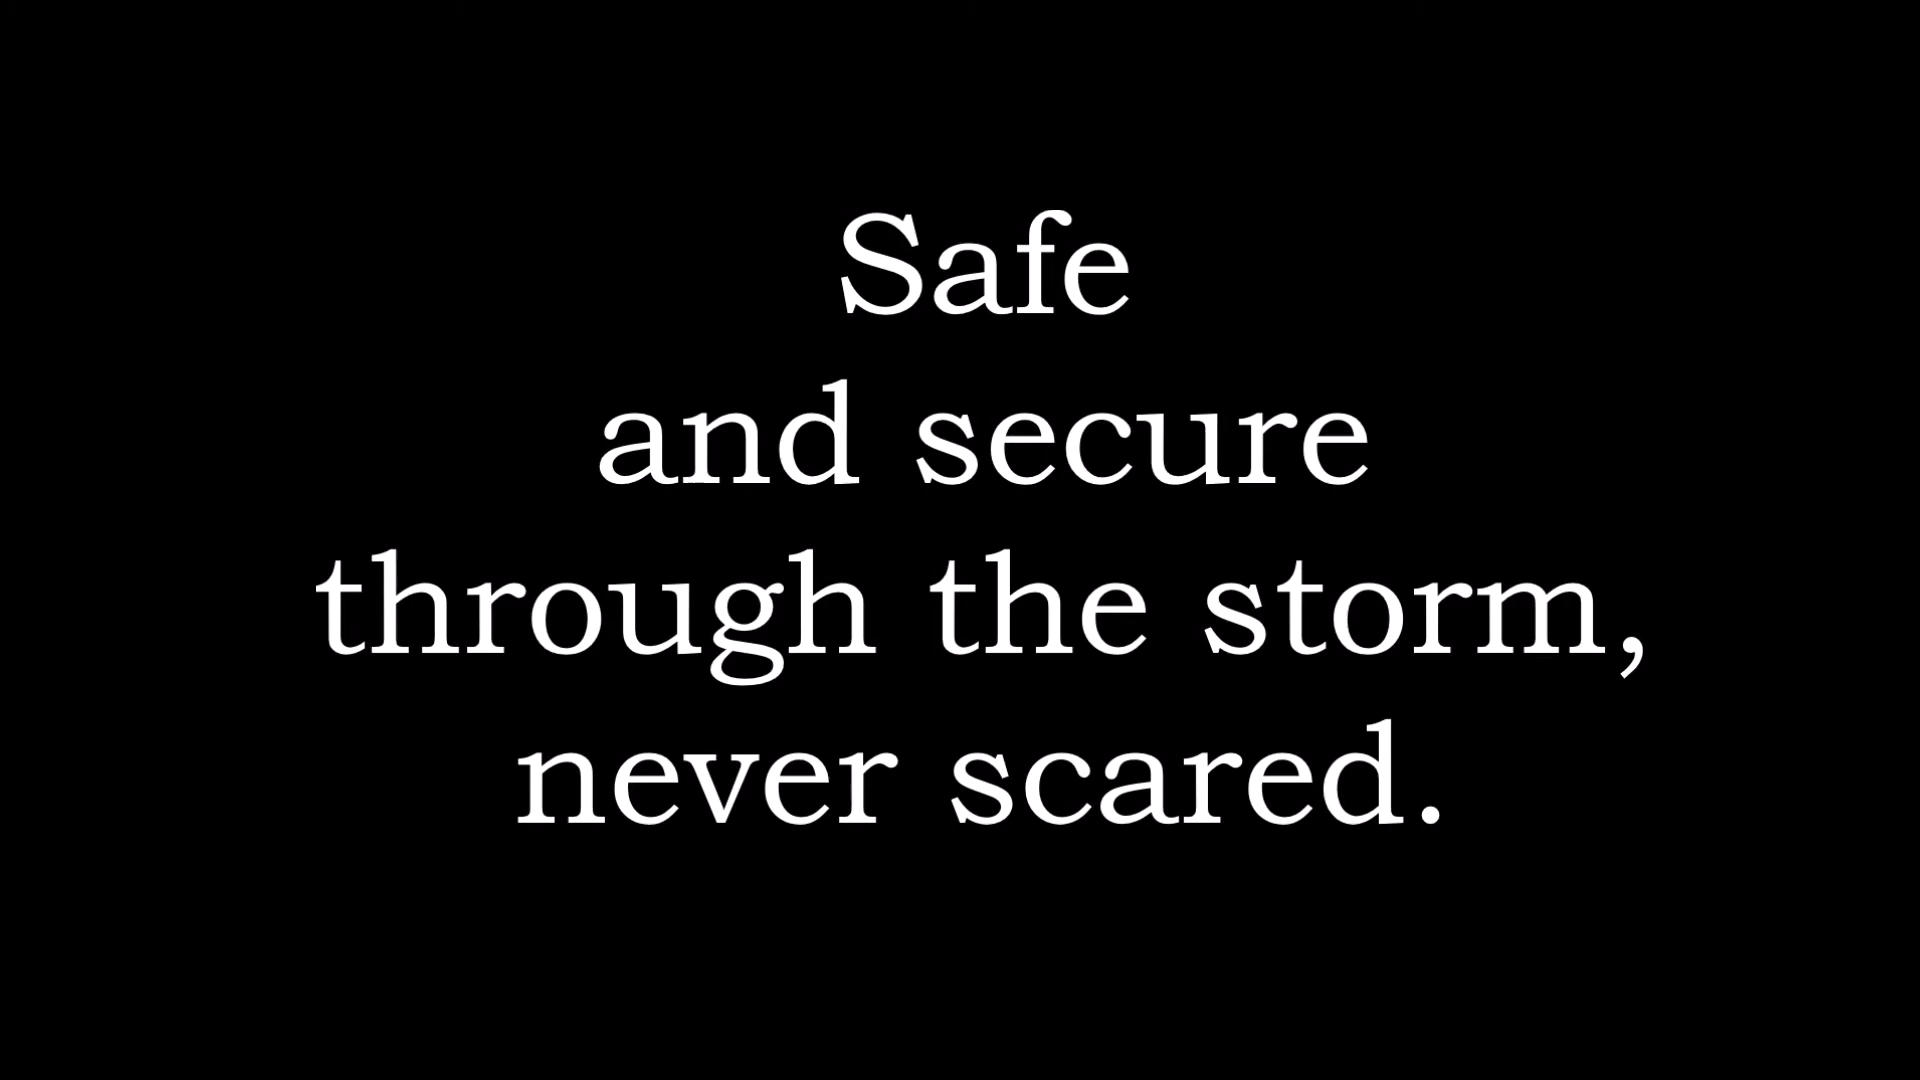 Safe
and secure
through the storm,
never scared.